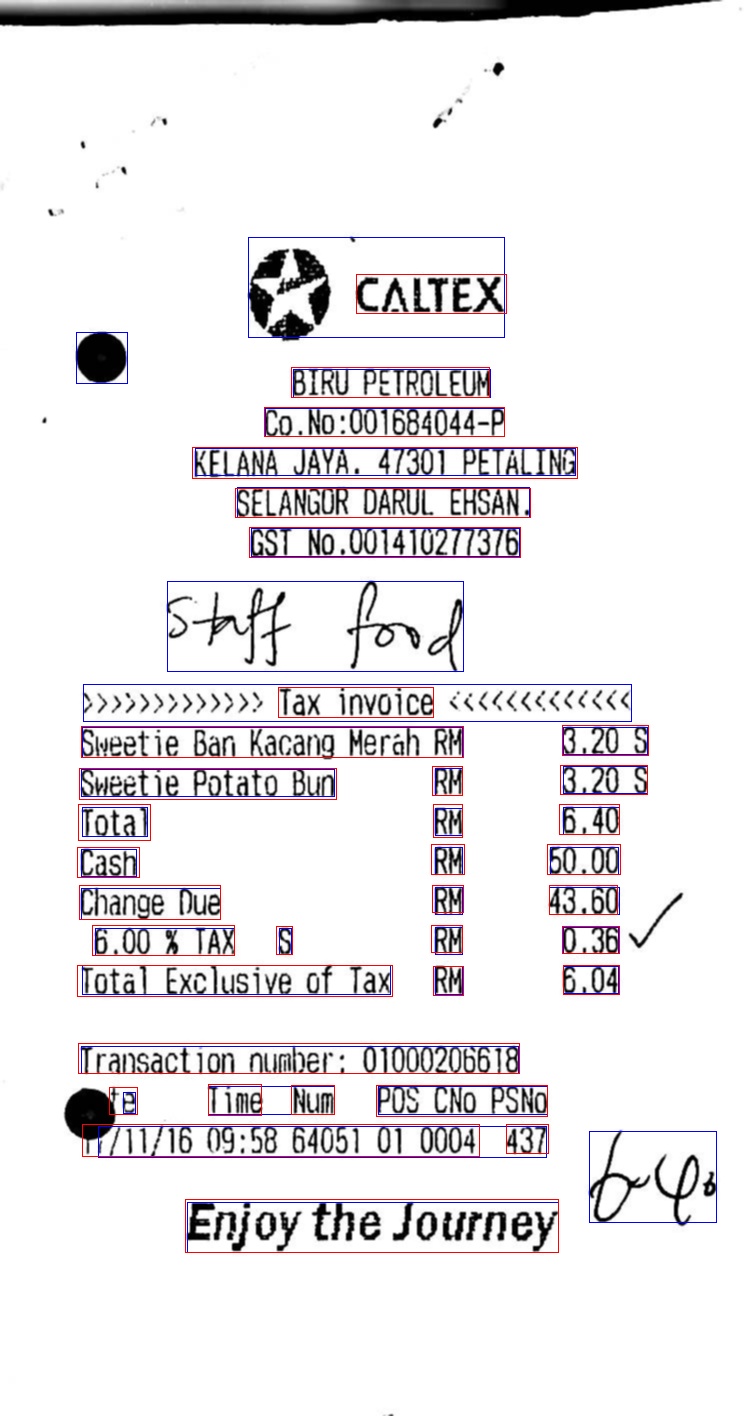 CALTEX
BIRU PETROLEUM
Co.No:001684044-P
KELANA JAYA. 47301 PETALING
SELANGOR DARUL EHSAN.
GST No.001410277376
Staff food
>>>>>>>>>>>>> Tax invoice <<<<<<<<<<<<<
Sweetie Ban Kacang Merah RM 3.20 S
Sweetie Potato Bun RM 3.20 S
Total RM 6.40
Cash RM 50.00
Change Due RM 43.60
6.00 % TAX S RM 0.36
Total Exclusive of Tax RM 6.04
Transaction number: 01000206618
te Time Num POS CNo PSNo
/11/16 09:58 64051 01 0004 437
Enjoy the Journey